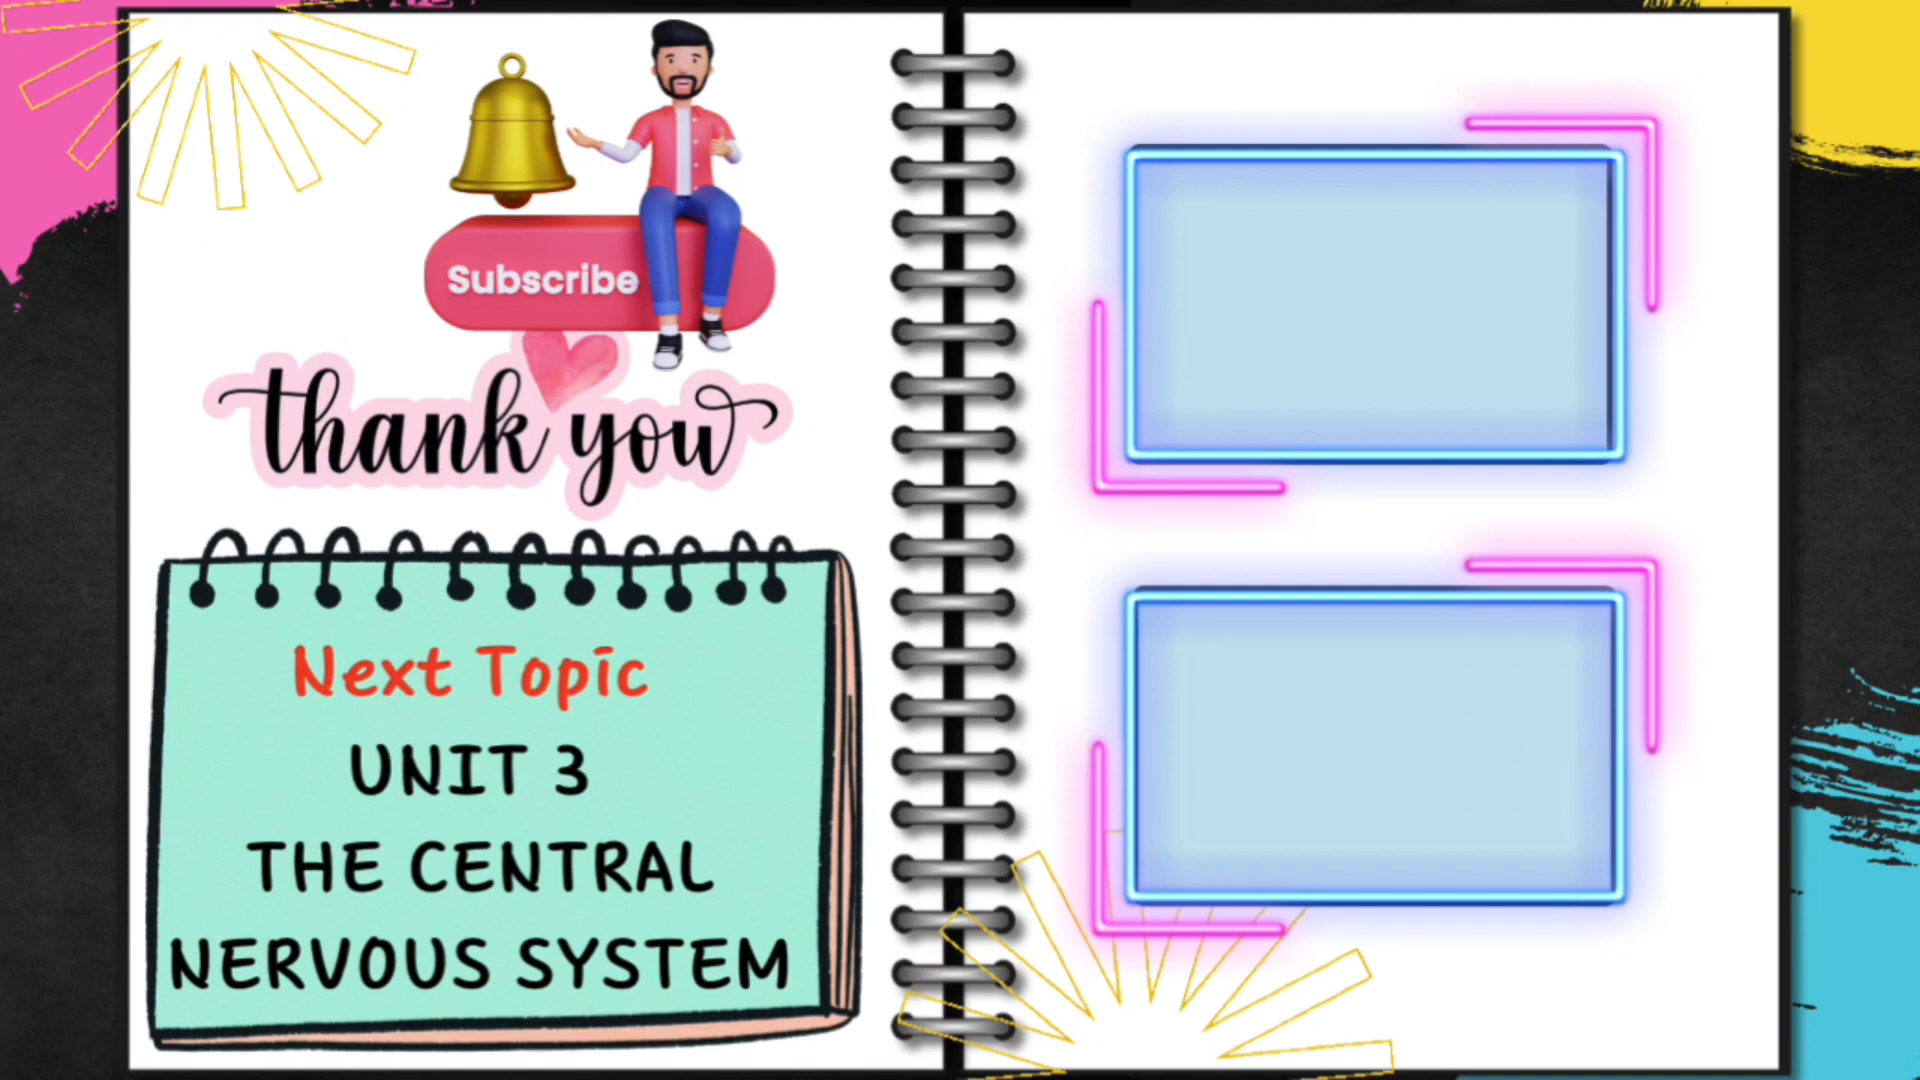 Subscribe
thank you
Next Topic
UNIT 3
THE CENTRAL
NERVOUS SYSTEM